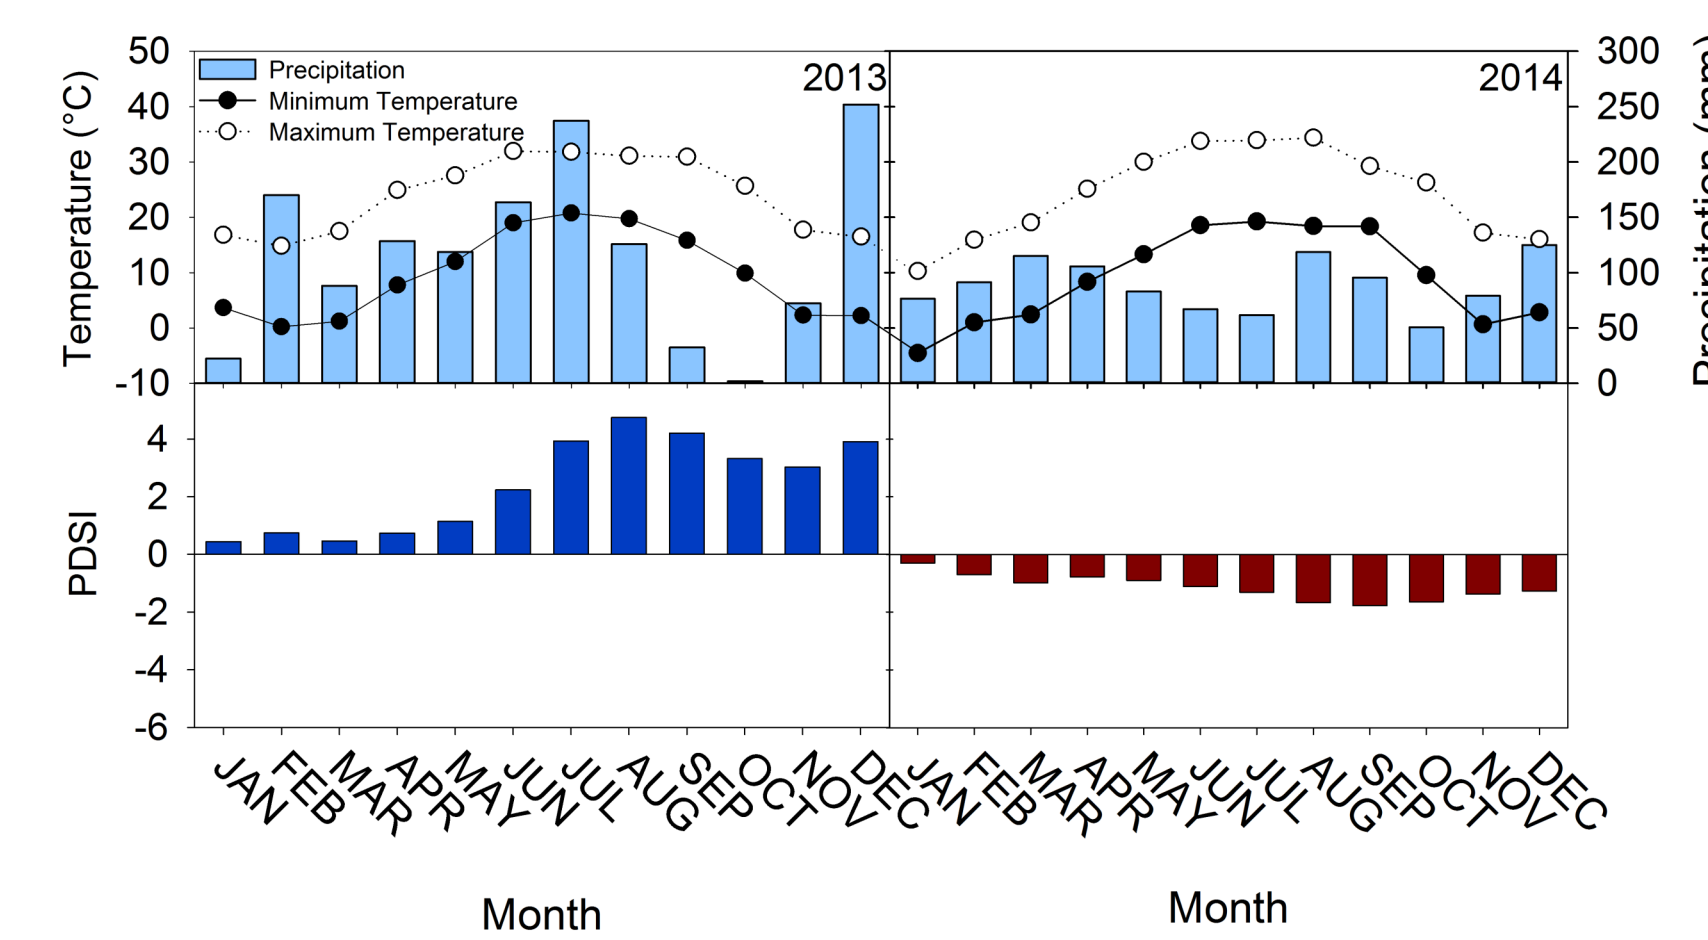 50
40
30
20
10
0
-10
Temperature (°C)
Precipitation
Minimum Temperature
Maximum Temperature
2013
2014
300
250
200
150
100
50
0
Precipitation (mm)
4
2
0
-2
-4
-6
PDSI
JAN
FEB
MAR
APR
MAY
JUN
JUL
AUG
SEP
OCT
NOV
DEC
JAN
FEB
MAR
APR
MAY
JUN
JUL
AUG
SEP
OCT
NOV
DEC
Month
Month